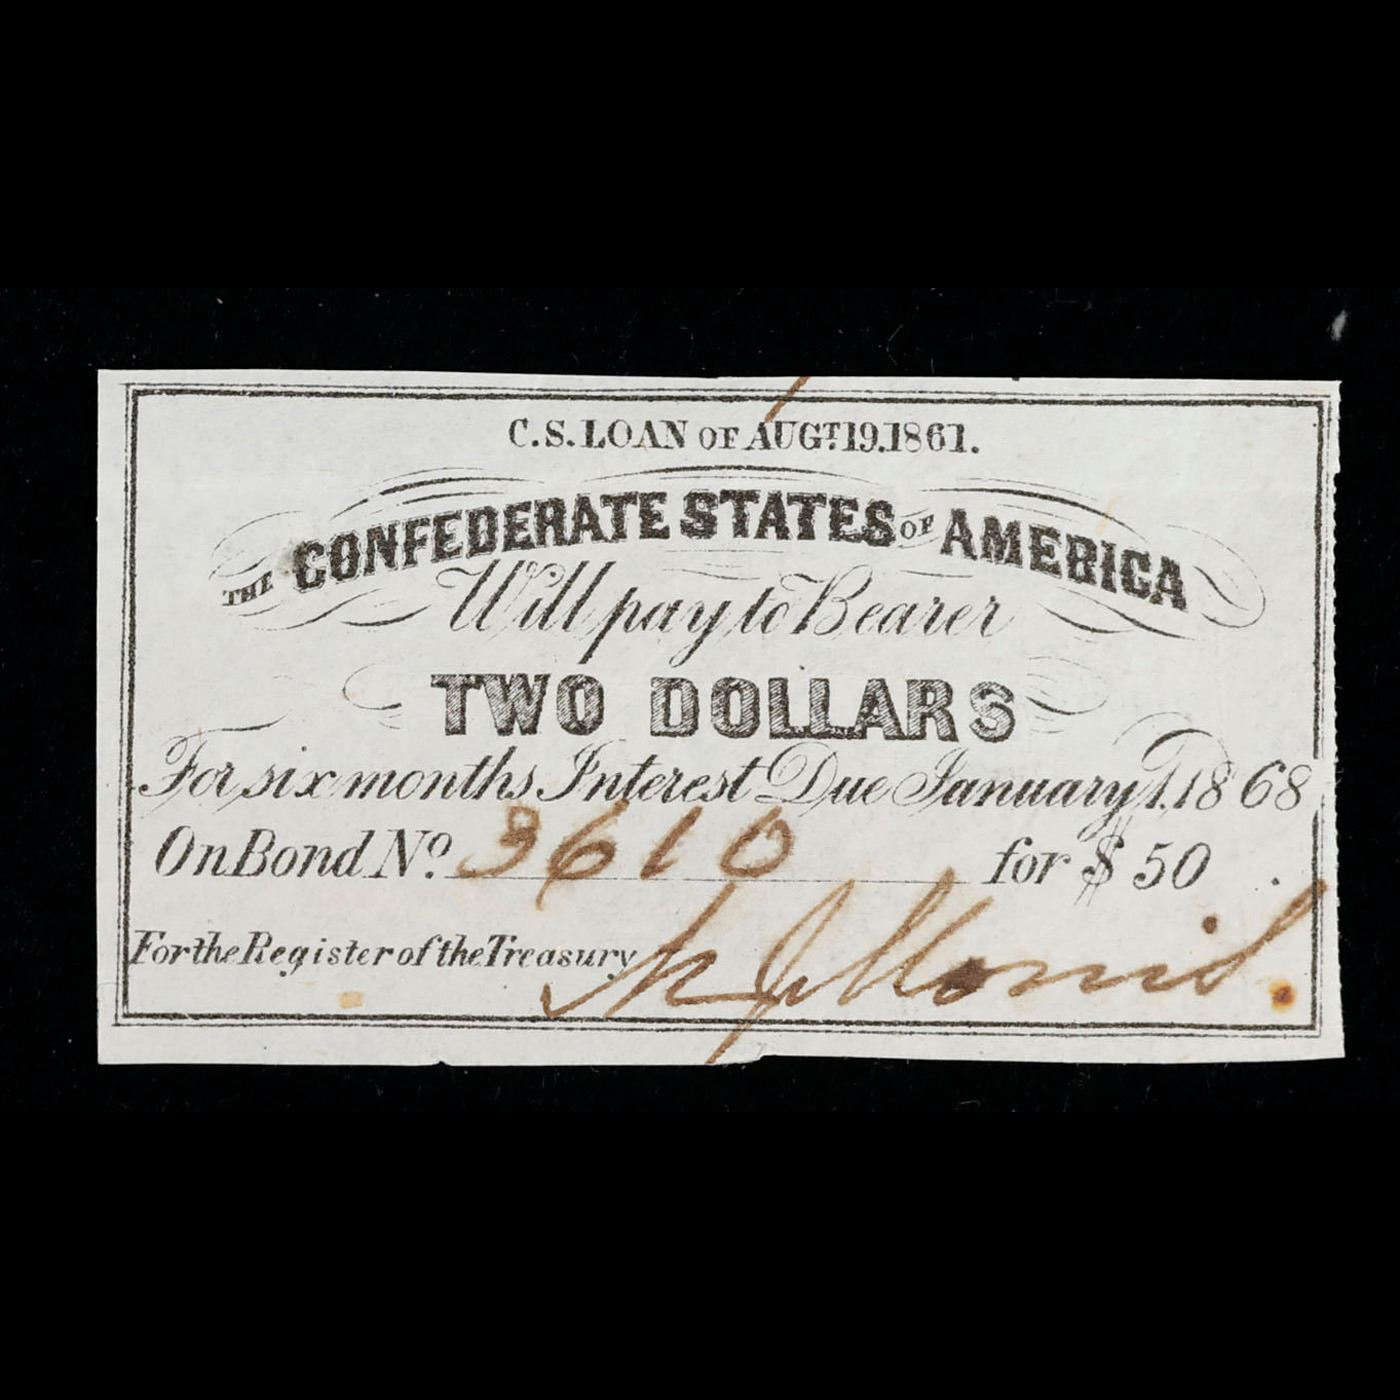 C.S. LOAN OF AUGT. 19. 1861.
THE CONFEDERATE STATES OF AMERICA
Will pay to Bearer
TWO DOLLARS
For six months Interest Due January 1. 1868
On Bond No. 3610 for $50.
For the Register of the Treasury Morris.